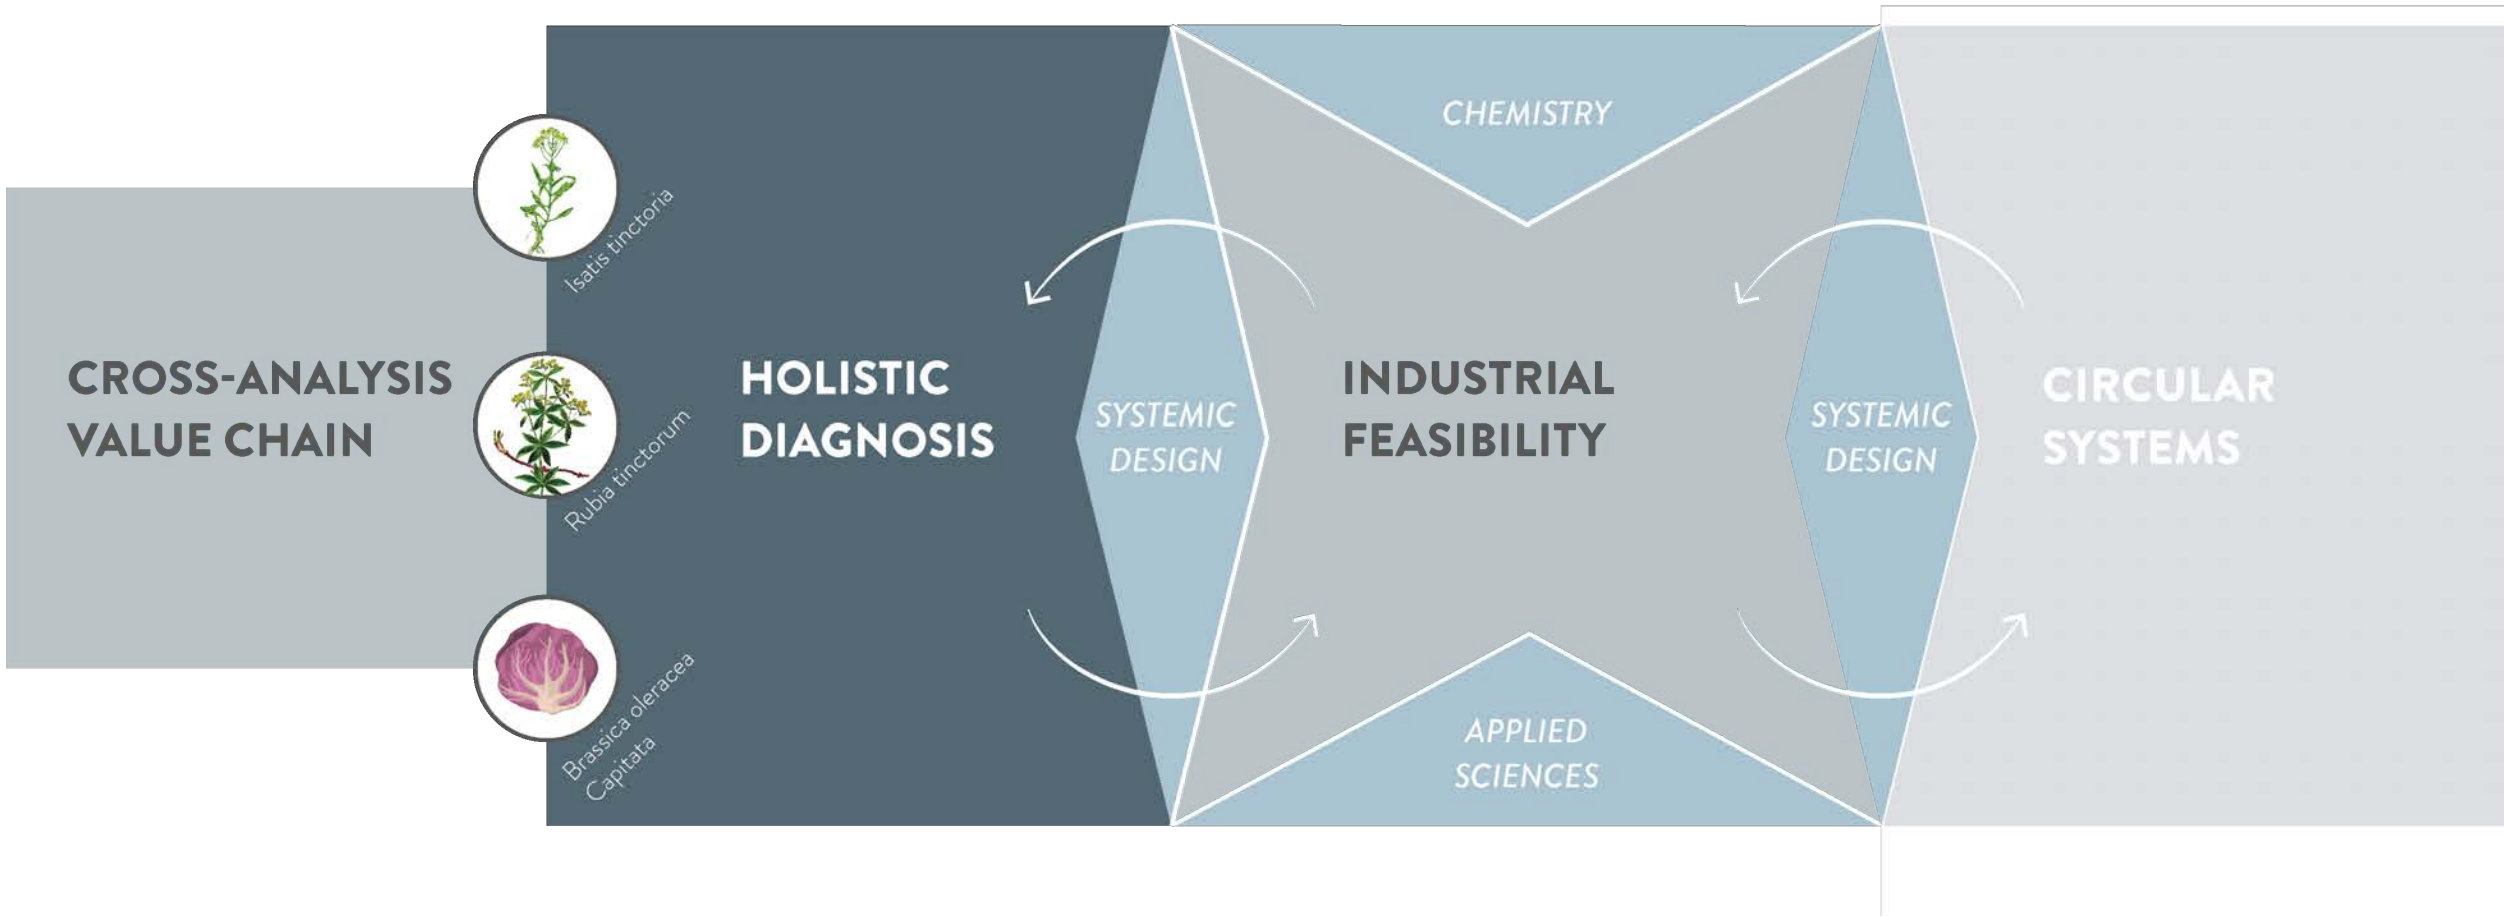 CROSS-ANALYSIS
VALUE CHAIN
Isatis tinctoria
Rubia tinctorum
Brassica oleracea
Capitata
HOLISTIC
DIAGNOSIS
SYSTEMIC
DESIGN
CHEMISTRY
INDUSTRIAL
FEASIBILITY
APPLIED
SCIENCES
SYSTEMIC
DESIGN
CIRCULAR
SYSTEMS